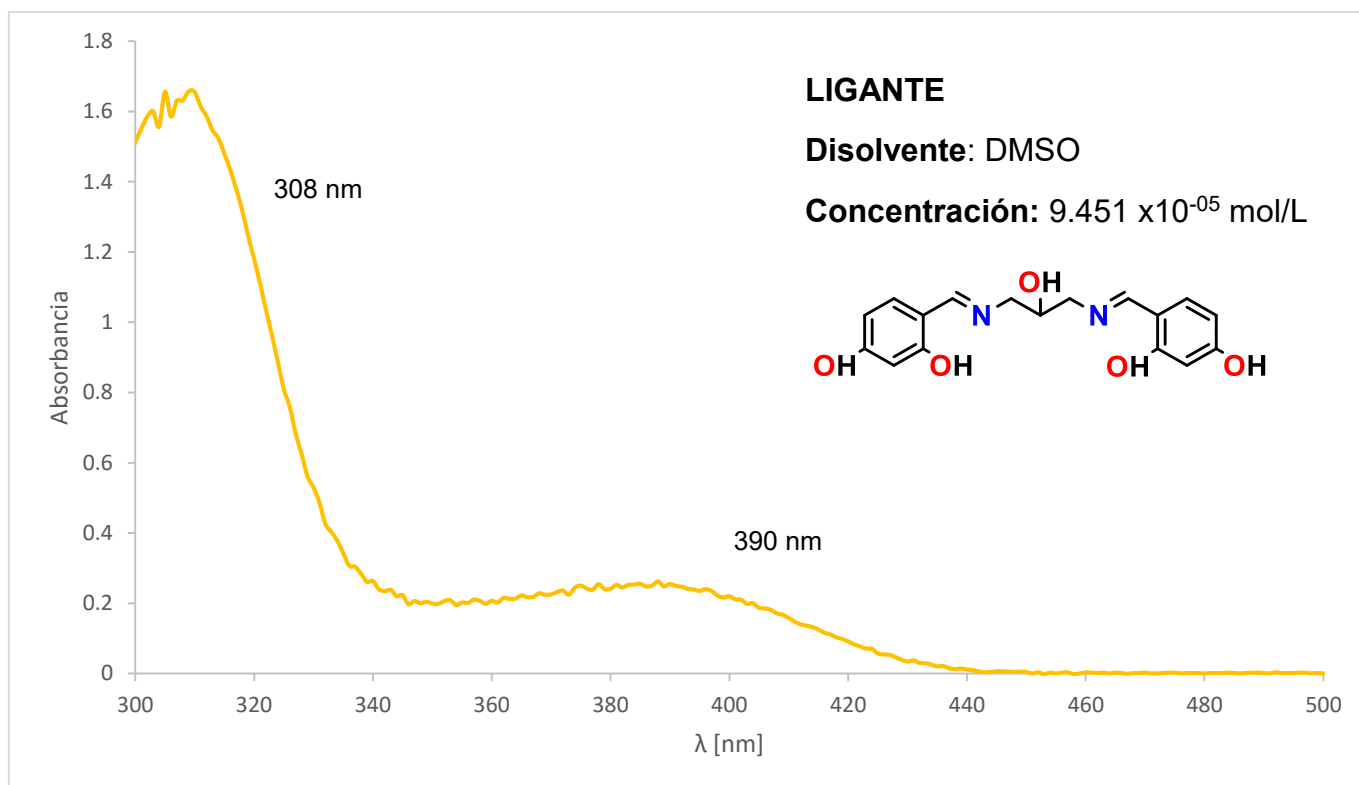 1.8
1.6
1.4
1.2
1
0.8
0.6
0.4
0.2
0
Absorbancia
300 320 340 360 380 400 420 440 460 480 500
λ [nm]
308 nm
390 nm
LIGANTE
Disolvente: DMSO
Concentración: 9.451 x10⁻⁰⁵ mol/L
OH
N N
OH OH OH OH